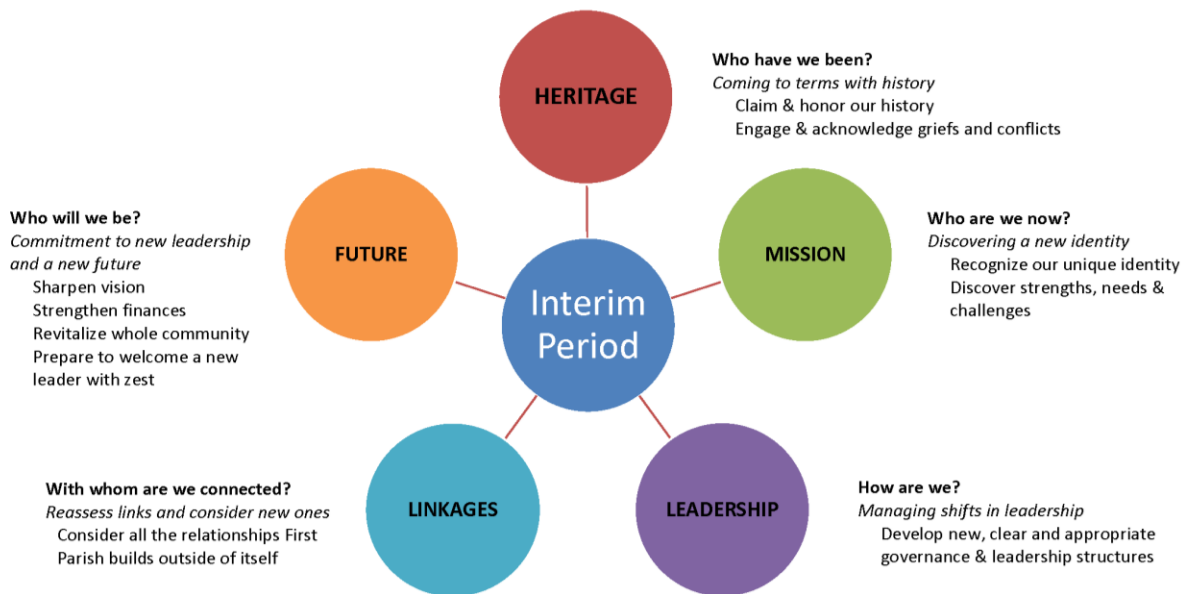 HERITAGE
Who have we been?
Coming to terms with history
Claim & honor our history
Engage & acknowledge griefs and conflicts
MISSION
Who are we now?
Discovering a new identity
Recognize our unique identity
Discover strengths, needs &
challenges
LEADERSHIP
How are we?
Managing shifts in leadership
Develop new, clear and appropriate
governance & leadership structures
LINKAGES
With whom are we connected?
Reassess links and consider new ones
Consider all the relationships First
Parish builds outside of itself
FUTURE
Who will we be?
Commitment to new leadership
and a new future
Sharpen vision
Strengthen finances
Revitalize whole community
Prepare to welcome a new
leader with zest
Interim
Period